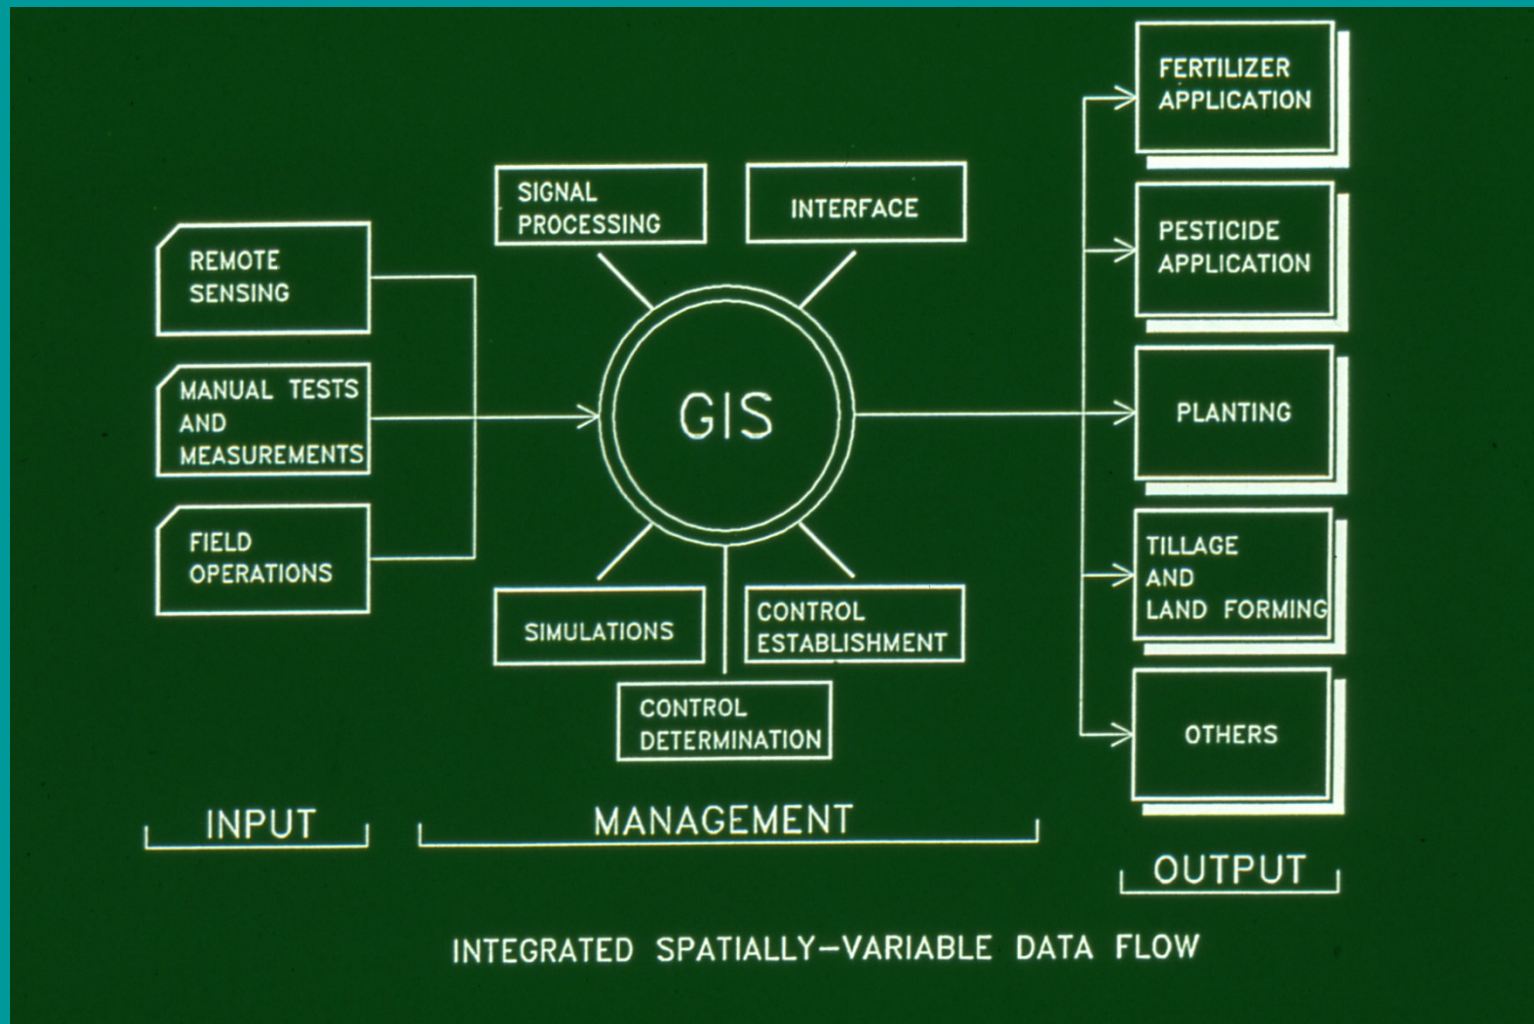 REMOTE
SENSING
MANUAL TESTS
AND
MEASUREMENTS
FIELD
OPERATIONS
INPUT
SIGNAL
PROCESSING
INTERFACE
GIS
SIMULATIONS
CONTROL
ESTABLISHMENT
CONTROL
DETERMINATION
MANAGEMENT
FERTILIZER
APPLICATION
PESTICIDE
APPLICATION
PLANTING
TILLAGE
AND
LAND FORMING
OTHERS
OUTPUT
INTEGRATED SPATIALLY-VARIABLE DATA FLOW